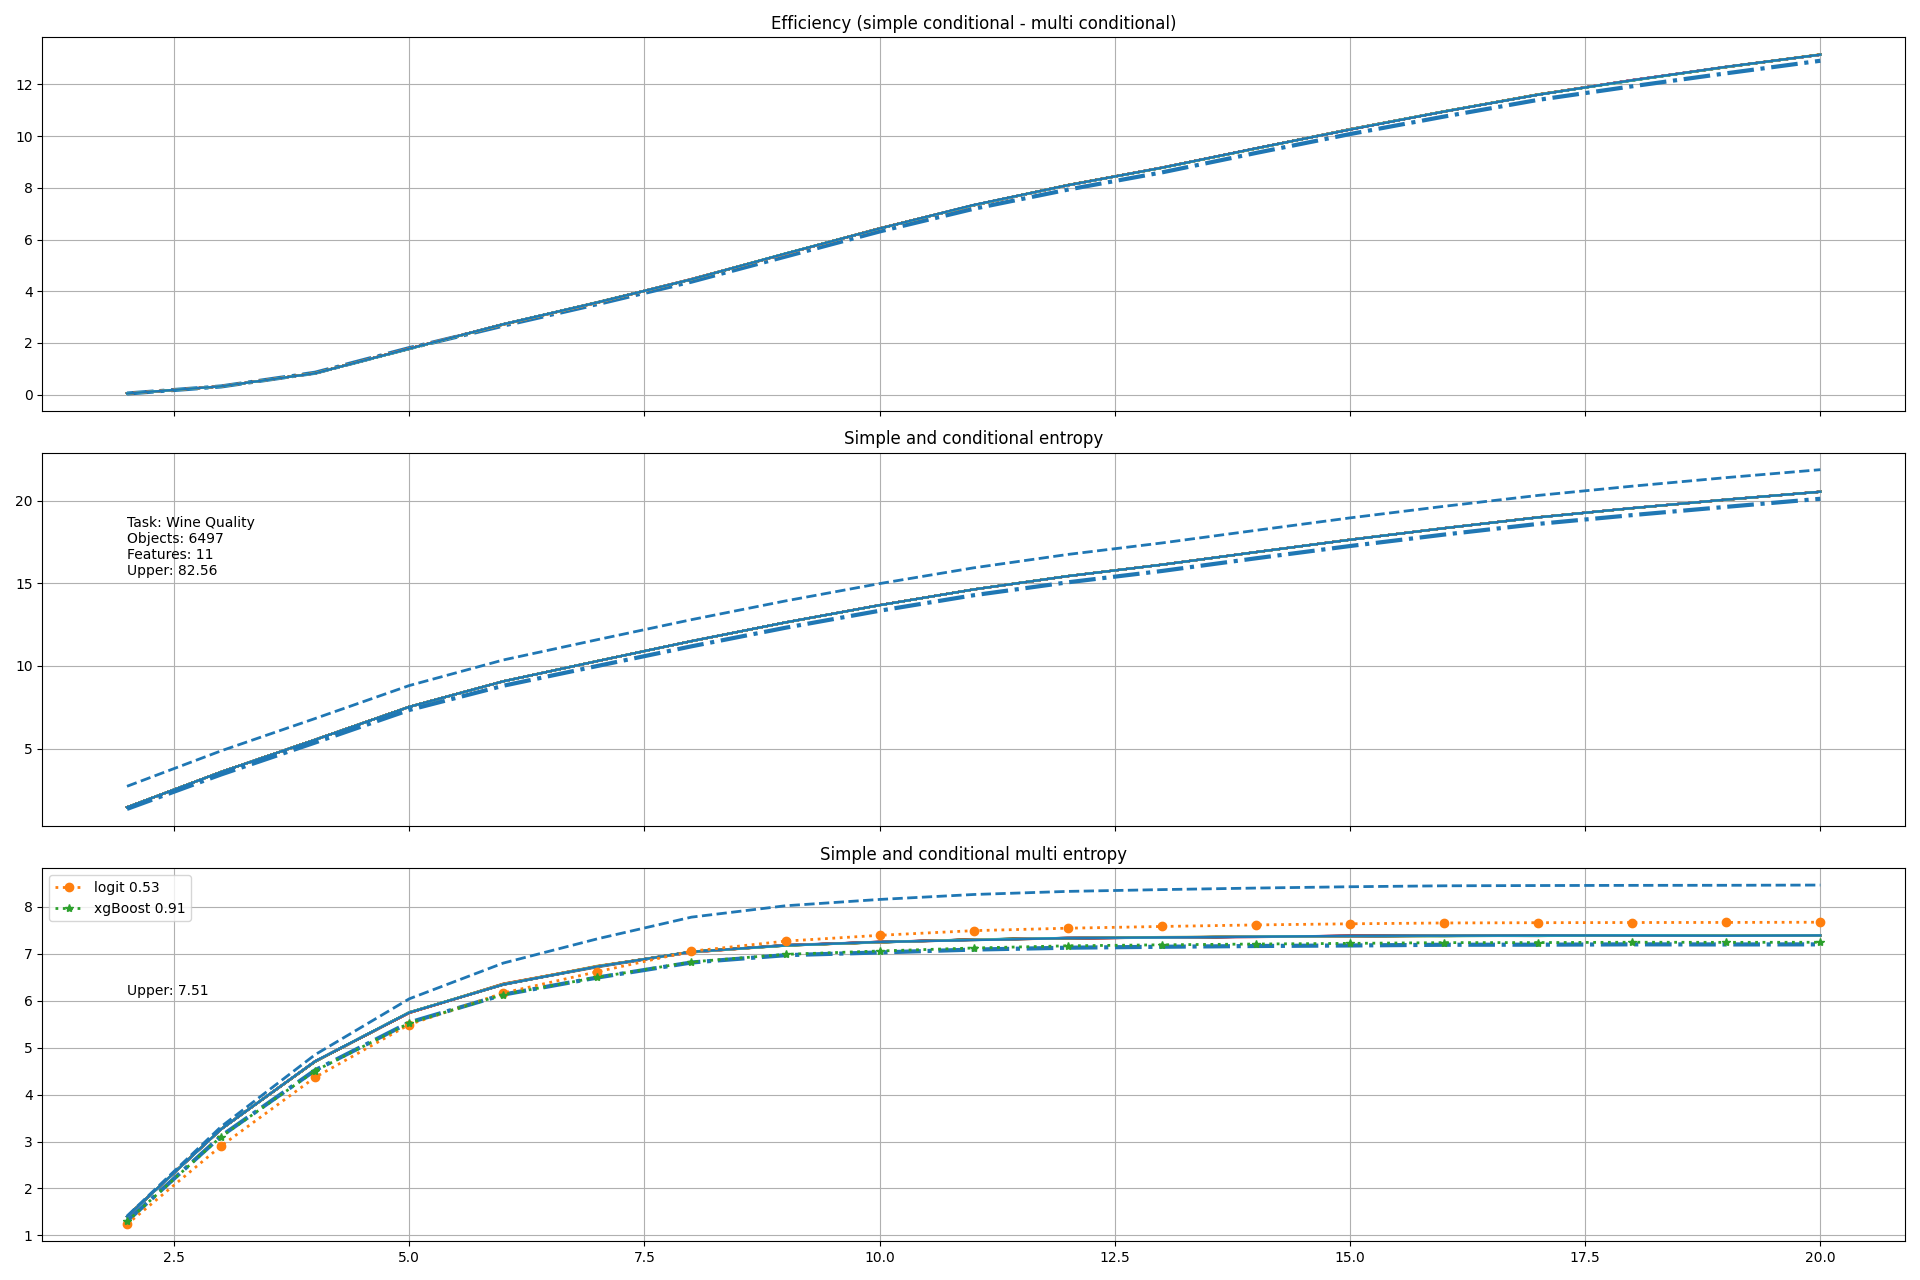 Efficiency (simple conditional - multi conditional)
12
10
8
6
4
2
0
Simple and conditional entropy
20
15
10
5
Task: Wine Quality
Objects: 6497
Features: 11
Upper: 82.56
Simple and conditional multi entropy
logit 0.53
xgBoost 0.91
Upper: 7.51
8
7
6
5
4
3
2
1
2.5 5.0 7.5 10.0 12.5 15.0 17.5 20.0